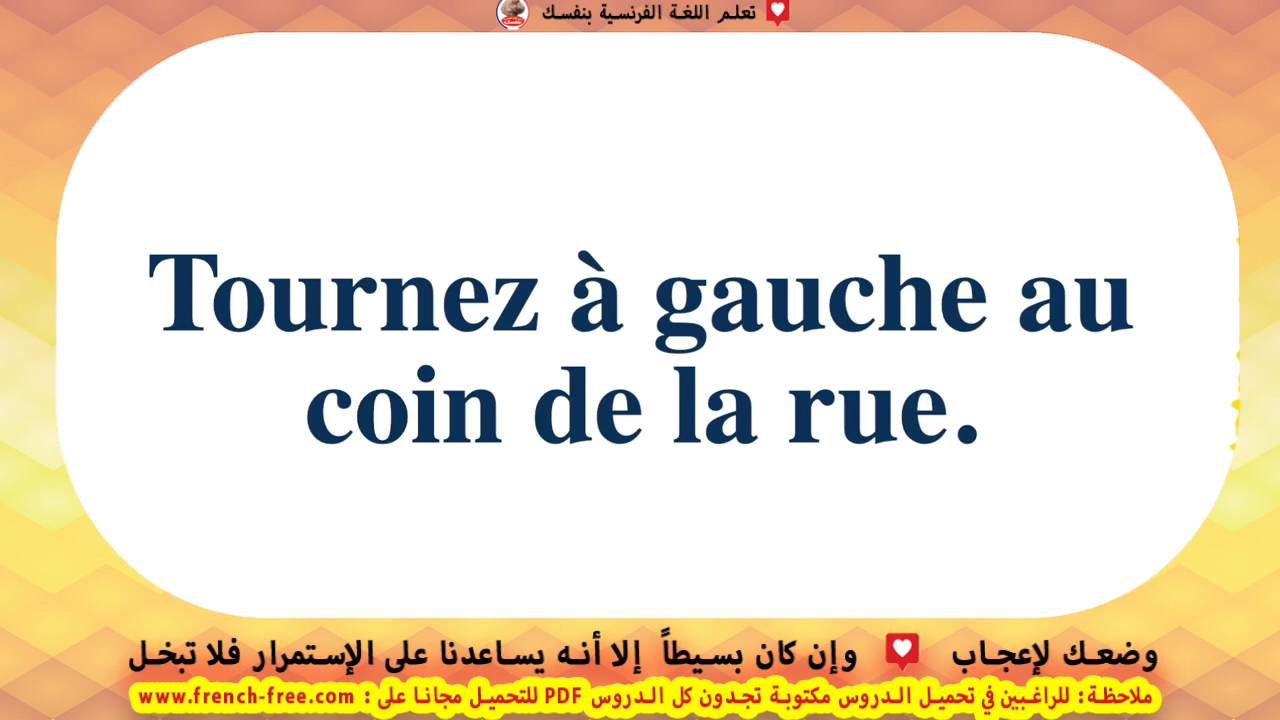 تعلم اللغة الفرنسية بنفسك
Tournez à gauche au
coin de la rue.
وضعك لإعجاب وإن كان بسيطاً إلا أنه يساعدنا على الإستمرار فلا تبخل
ملاحظة: للراغبين في تحميل الدروس مكتوبة تجدون كل الدروس PDF للتحميل مجانا على : www.french-free.com